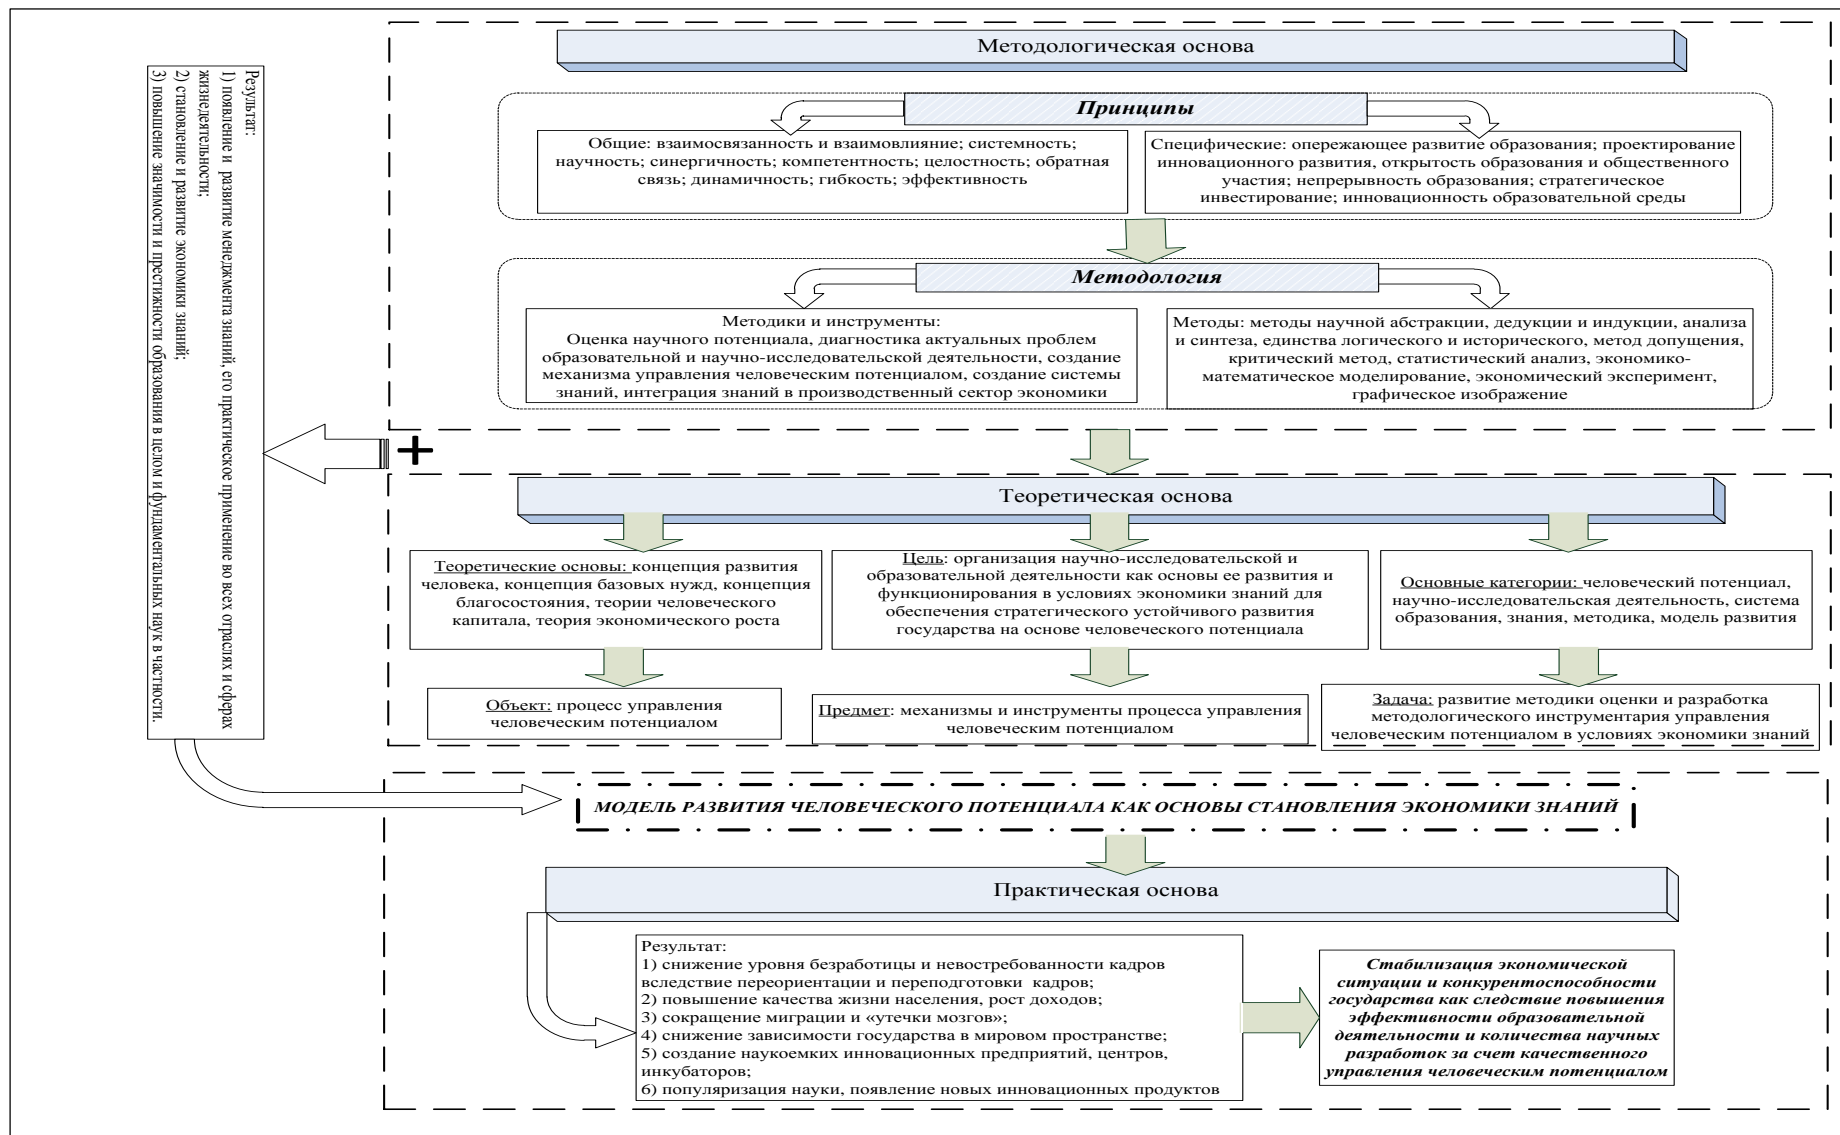 Методологическая основа
Принципы
Общие: взаимосвязанность и взаимовлияние; системность;
научность; синергичность; компетентность; целостность; обратная
связь; динамичность; гибкость; эффективность
Специфические: опережающее развитие образования; проектирование
инновационного развития, открытость образования и общественного
участия; непрерывность образования; стратегическое
инвестирование; инновационность образовательной среды
Методология
Методики и инструменты:
Оценка научного потенциала, диагностика актуальных проблем
образовательной и научно-исследовательской деятельности, создание
механизма управления человеческим потенциалом, создание системы
знаний, интеграция знаний в производственный сектор экономики
Методы: методы научной абстракции, дедукции и индукции, анализа
и синтеза, единства логического и исторического, метод допущения,
критический метод, статистический анализ, экономико-
математическое моделирование, экономический эксперимент,
графическое изображение
+
Результат:
1) появление и развитие менеджмента знаний, его практическое применение во всех отраслях и сферах
жизнедеятельности;
2) становление и развитие экономики знаний;
3) повышение значимости и престижности образования в целом и фундаментальных наук в частности.
Теоретическая основа
Теоретические основы: концепция развития
человека, концепция базовых нужд, концепция
благосостояния, теории человеческого
капитала, теория экономического роста
Цель: организация научно-исследовательской и
образовательной деятельности как основы ее развития и
функционирования в условиях экономики знаний для
обеспечения стратегического устойчивого развития
государства на основе человеческого потенциала
Основные категории: человеческий потенциал,
научно-исследовательская деятельность, система
образования, знания, методика, модель развития
Объект: процесс управления
человеческим потенциалом
Предмет: механизмы и инструменты процесса управления
человеческим потенциалом
Задача: развитие методики оценки и разработка
методологического инструментария управления
человеческим потенциалом в условиях экономики знаний
МОДЕЛЬ РАЗВИТИЯ ЧЕЛОВЕЧЕСКОГО ПОТЕНЦИАЛА КАК ОСНОВЫ СТАНОВЛЕНИЯ ЭКОНОМИКИ ЗНАНИЙ
Практическая основа
Результат:
1) снижение уровня безработицы и невостребованности кадров
вследствие переориентации и переподготовки кадров;
2) повышение качества жизни населения, рост доходов;
3) сокращение миграции и «утечки мозгов»;
4) снижение зависимости государства в мировом пространстве;
5) создание наукоемких инновационных предприятий, центров,
инкубаторов;
6) популяризация науки, появление новых инновационных продуктов
Стабилизация экономической
ситуации и конкурентоспособности
государства как следствие повышения
эффективности образовательной
деятельности и количества научных
разработок за счет качественного
управления человеческим потенциалом